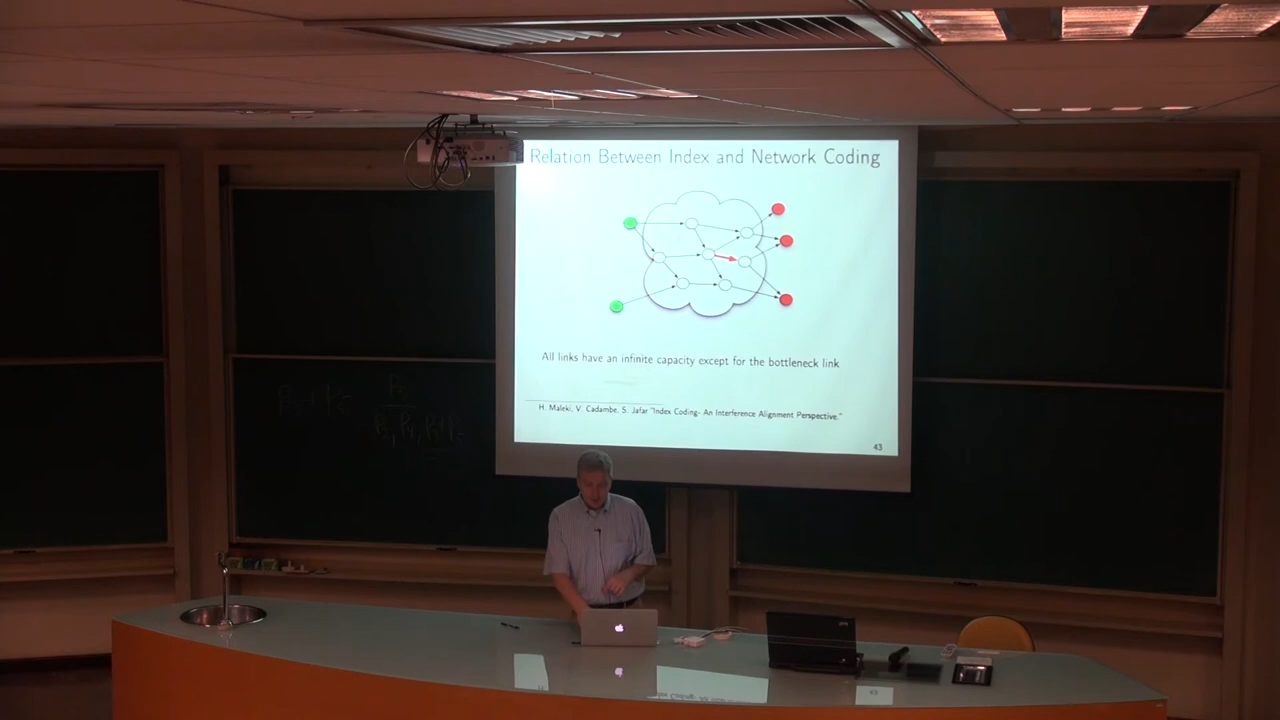 Relation Between Index and Network Coding
All links have an infinite capacity except for the bottleneck link
H. Maleki, V. Cadambe, S. Jafar "Index Coding- An Interference Alignment Perspective."
43